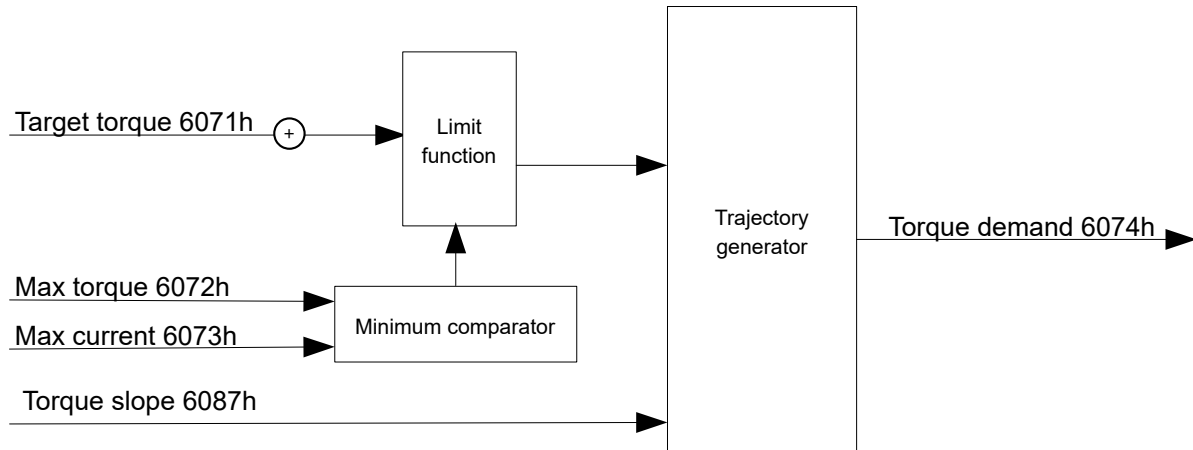 Target torque 6071h
+
Limit
function
Trajectory
generator
Torque demand 6074h
Max torque 6072h
Max current 6073h
Minimum comparator
Torque slope 6087h